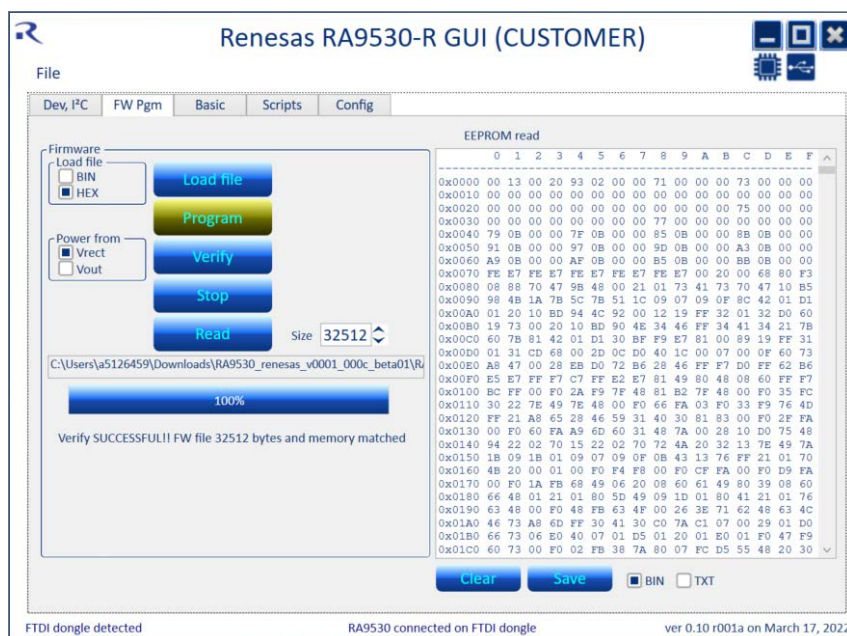 Renesas RA9530-R GUI (CUSTOMER)
File
Dev, I²C FW Pgm Basic Scripts Config
Firmware
Load file
BIN
HEX
Load file
Program
Power from
Vrect
Vout
Verify
Stop
Read Size 32512
C:\Users\a5126459\Downloads\RA9530_renesas_v0001_000c_beta01\R
100%
Verify SUCCESSFUL!! FW file 32512 bytes and memory matched
EEPROM read
0 1 2 3 4 5 6 7 8 9 A B C D E F
0x0000 00 13 00 20 93 02 00 00 71 00 00 00 73 00 00 00
0x0010 00 00 00 00 00 00 00 00 00 00 00 00 00 00 00 00
0x0020 00 00 00 00 00 00 00 00 00 00 00 00 75 00 00 00
0x0030 00 00 00 00 00 00 00 00 77 00 00 00 00 00 00 00
0x0040 79 0B 00 00 7F 0B 00 00 85 0B 00 00 8B 0B 00 00
0x0050 91 0B 00 00 97 0B 00 00 9D 0B 00 00 A3 0B 00 00
0x0060 A9 0B 00 00 AF 0B 00 00 B5 0B 00 00 BB 0B 00 00
0x0070 FE E7 FE E7 FE E7 FE E7 FE E7 00 20 00 68 80 F3
0x0080 08 88 70 47 9B 48 00 21 01 73 41 73 70 47 10 B5
0x0090 98 4B 1A 7B 5C 7B 51 1C 09 07 09 0F 8C 42 01 D1
0x00A0 01 20 10 BD 94 4C 92 00 12 19 FF 32 01 32 D0 60
0x00B0 19 73 00 20 10 BD 90 4E 34 46 FF 34 41 34 21 7B
0x00C0 60 7B 81 42 01 D1 30 BF F9 E7 81 00 89 19 FF 31
0x00D0 01 31 CD 68 00 2D 0C D0 40 1C 00 07 00 0F 60 73
0x00E0 A8 47 00 28 EB D0 72 B6 28 46 FF F7 D0 FF 62 B6
0x00F0 E5 E7 FF F7 C7 FF E2 E7 81 49 80 48 08 60 FF F7
0x0100 BC FF 00 F0 2A F9 7F 48 81 B2 7F 48 00 F0 35 FC
0x0110 30 22 7E 49 7E 48 00 F0 66 FA 03 F0 33 F9 76 4D
0x0120 FF 21 A8 65 28 46 59 31 40 30 81 83 00 F0 2F FA
0x0130 00 F0 60 FA A9 6D 60 31 48 7A 00 28 10 D0 75 48
0x0140 94 22 02 70 15 22 02 70 72 4A 20 32 13 7E 49 7A
0x0150 1B 09 1B 01 09 07 09 0F 0B 43 13 76 FF 21 01 70
0x0160 4B 20 00 01 00 F0 F4 F8 00 F0 CF FA 00 F0 D9 FA
0x0170 00 F0 1A FB 68 49 06 20 08 60 61 49 80 39 08 60
0x0180 66 48 01 21 01 80 5D 49 09 1D 01 80 41 21 01 76
0x0190 63 48 00 F0 48 FB 63 4F 00 26 3E 71 62 48 63 4C
0x01A0 46 73 A8 6D FF 30 41 30 C0 7A C1 07 00 29 01 D0
0x01B0 66 73 06 E0 40 07 01 D5 01 20 01 E0 01 F0 47 F9
0x01C0 60 73 00 F0 02 FB 38 7A 80 07 FC D5 55 48 20 30
Clear Save BIN TXT
FTDI dongle detected RA9530 connected on FTDI dongle ver 0.10 r001a on March 17, 2022